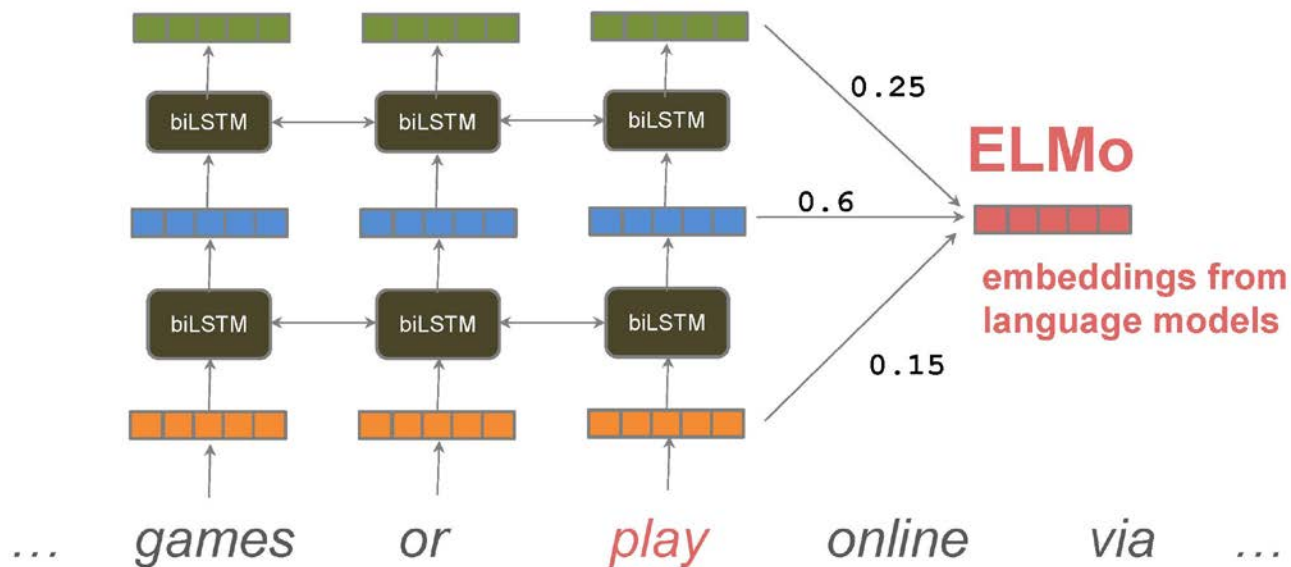 0.25
biLSTM biLSTM biLSTM
ELMo
0.6
embeddings from
language models
biLSTM biLSTM biLSTM
0.15
... games or play online via ...